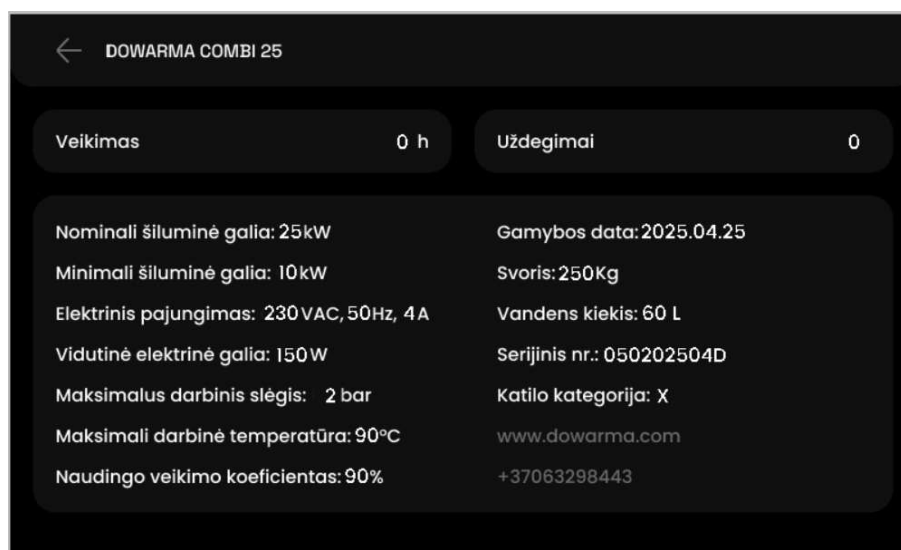 DOWARMA COMBI 25
Veikimas 0 h
Uždegimai 0
Nominali šiluminė galia: 25kW
Minimali šiluminė galia: 10kW
Elektrinis pajungimas: 230VAC,50Hz, 4A
Vidutinė elektrinė galia: 150W
Maksimalus darbinis slėgis: 2 bar
Maksimali darbinė temperatūra: 90°C
Naudingo veikimo koeficientas: 90%
Gamybos data: 2025.04.25
Svoris: 250Kg
Vandens kiekis: 60 L
Serijinis nr.: 050202504D
Katilo kategorija: X
www.dowarma.com
+37063298443